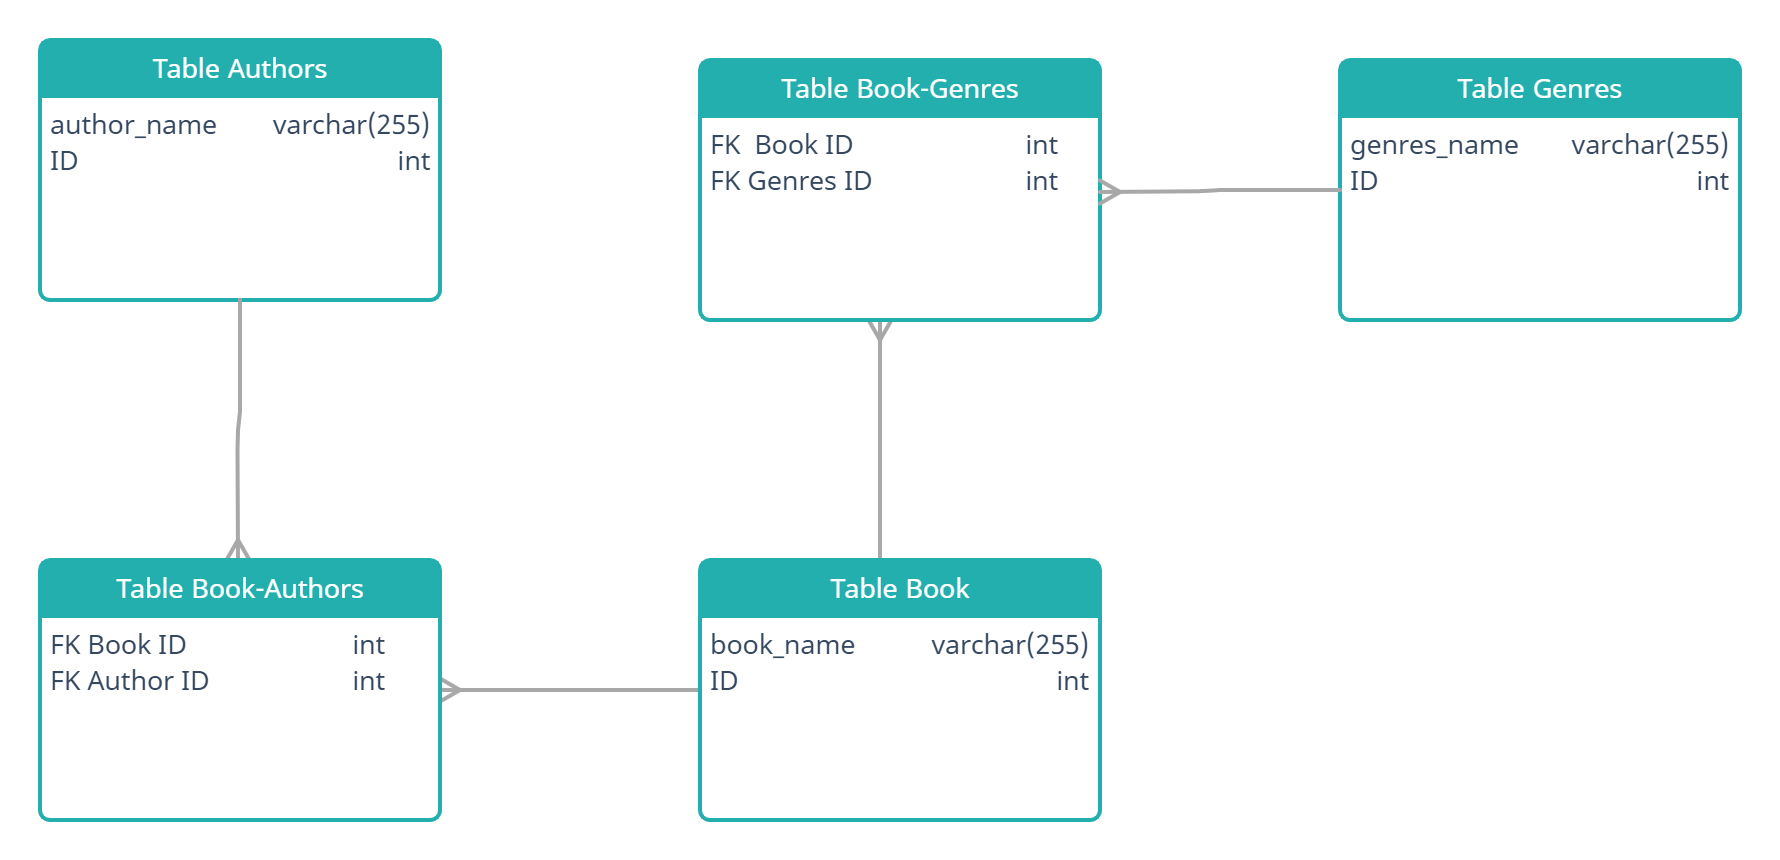 Table Authors
author_name varchar(255)
ID int
Table Book-Genres
FK  Book ID int
FK Genres ID int
Table Genres
genres_name varchar(255)
ID int
Table Book-Authors
FK Book ID int
FK Author ID int
Table Book
book_name varchar(255)
ID int